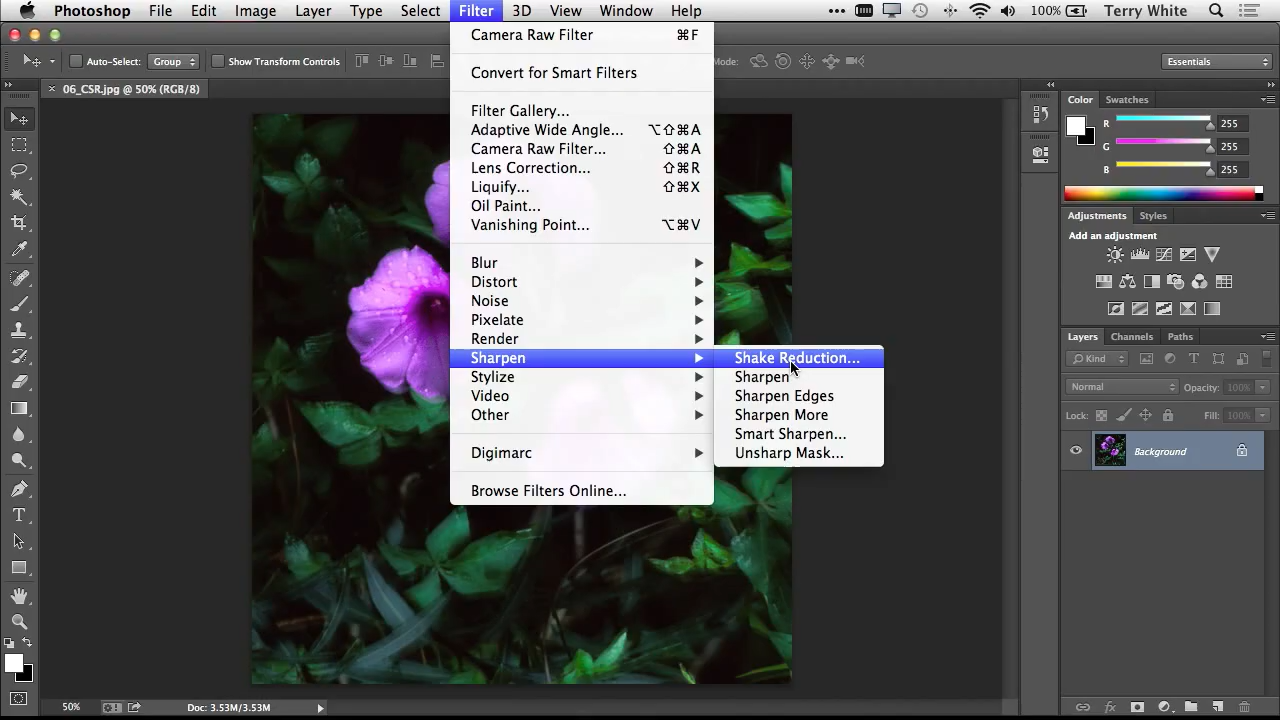 Photoshop File Edit Image Layer Type Select Filter 3D View Window Help 100% Terry White
Auto-Select: Group Show Transform Controls Mode: Essentials
× 06_CSR.jpg @ 50% (RGB/8)
Camera Raw Filter ⌘F
Convert for Smart Filters
Filter Gallery...
Adaptive Wide Angle... ⌥⇧⌘A
Camera Raw Filter... ⇧⌘A
Lens Correction... ⇧⌘R
Liquify... ⇧⌘X
Oil Paint...
Vanishing Point... ⌥⌘V
Blur
Distort
Noise
Pixelate
Render
Sharpen
Stylize
Video
Other
Digimarc
Browse Filters Online...
Shake Reduction...
Sharpen
Sharpen Edges
Sharpen More
Smart Sharpen...
Unsharp Mask...
Color Swatches
R 255
G 255
B 255
Adjustments Styles
Add an adjustment
Layers Channels Paths
Kind
Normal Opacity: 100%
Lock: Fill: 100%
Background
50% Doc: 3.53M/3.53M